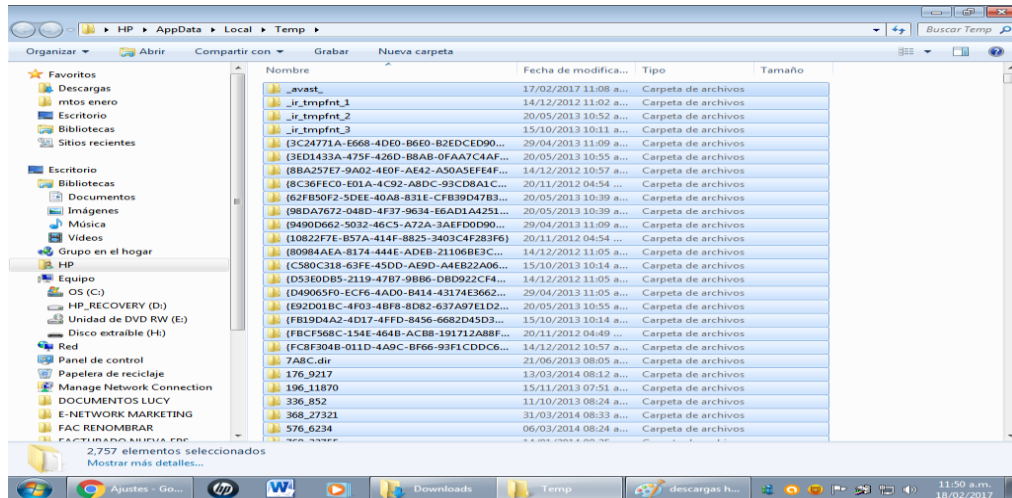 HP ▸ AppData ▸ Local ▸ Temp ▸
Buscar Temp
Organizar
Abrir
Compartir con
Grabar
Nueva carpeta
Favoritos
Descargas
mtos enero
Escritorio
Bibliotecas
Sitios recientes
Escritorio
Bibliotecas
Documentos
Imágenes
Música
Vídeos
Grupo en el hogar
HP
Equipo
OS (C:)
HP_RECOVERY (D:)
Unidad de DVD RW (E:)
Disco extraíble (H:)
Red
Panel de control
Papelera de reciclaje
Manage Network Connection
DOCUMENTOS LUCY
E-NETWORK MARKETING
FAC RENOMBRAR
FACTURADO NUEVA EPS
Nombre Fecha de modifica... Tipo Tamaño
_avast_ 17/02/2017 11:08 a... Carpeta de archivos
_ir_tmpfnt_1 14/12/2012 11:02 a... Carpeta de archivos
_ir_tmpfnt_2 20/05/2013 10:52 a... Carpeta de archivos
_ir_tmpfnt_3 15/10/2013 10:11 a... Carpeta de archivos
{3C24771A-E668-4DE0-B6E0-B2EDCED90... 29/04/2013 11:09 a... Carpeta de archivos
{3ED1433A-475F-426D-B8AB-0FAA7C4AF... 20/05/2013 10:55 a... Carpeta de archivos
{8BA257E7-9A02-4E0F-AE42-A50A5EFE4F... 14/12/2012 10:57 a... Carpeta de archivos
{8C36FEC0-E01A-4C92-A8DC-93CD8A1C... 20/11/2012 04:54 ... Carpeta de archivos
{62FB50F2-5DEE-40A8-831E-CFB39D47B3... 20/05/2013 10:39 a... Carpeta de archivos
{98DA7672-048D-4F37-9634-E6AD1A4251... 20/05/2013 10:39 a... Carpeta de archivos
{9490D662-5032-46C5-A72A-3AEFD0D90... 29/04/2013 11:09 a... Carpeta de archivos
{10822F7E-B57A-414F-8825-3403C4F283F6} 20/11/2012 04:54 ... Carpeta de archivos
{80984AEA-8174-444E-ADEB-21106BE3C... 14/12/2012 11:05 a... Carpeta de archivos
{C580C318-63FE-45DD-AE9D-A4EB22A06... 15/10/2013 10:14 a... Carpeta de archivos
{D53E0DB5-2119-47B7-9BB6-DBD922CF4... 14/12/2012 11:05 a... Carpeta de archivos
{D49065F0-ECF6-4AD0-B414-43174E3662... 29/04/2013 11:05 a... Carpeta de archivos
{E92D01BC-4F03-4BF8-8D82-637A97E1D2... 20/05/2013 10:55 a... Carpeta de archivos
{FB19D4A2-4D17-4FFD-8456-6682D45D3... 15/10/2013 10:14 a... Carpeta de archivos
{FBCF568C-154E-464B-ACB8-191712A88F... 20/11/2012 04:49 ... Carpeta de archivos
{FC8F304B-011D-4A9C-BF66-93F1CDDC6... 14/12/2012 10:57 a... Carpeta de archivos
7A8C.dir 21/06/2013 08:05 a... Carpeta de archivos
176_9217 13/03/2014 08:12 a... Carpeta de archivos
196_11870 15/11/2013 07:51 a... Carpeta de archivos
336_852 11/10/2013 08:24 a... Carpeta de archivos
368_27321 31/03/2014 08:33 a... Carpeta de archivos
576_6234 06/03/2014 08:24 a... Carpeta de archivos
2,757 elementos seleccionados
Mostrar más detalles...
Ajustes - Go...
Downloads
Temp
descargas h...
11:50 a.m.
18/02/2017